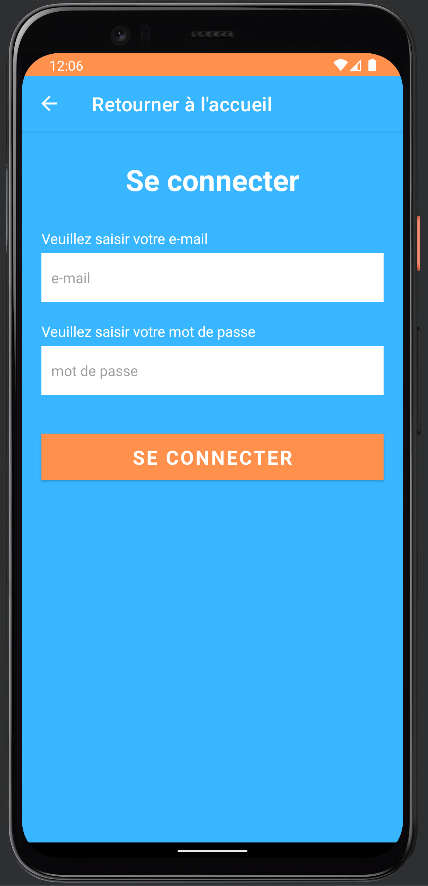 12:06
Retourner à l'accueil
Se connecter
Veuillez saisir votre e-mail
e-mail
Veuillez saisir votre mot de passe
mot de passe
SE CONNECTER